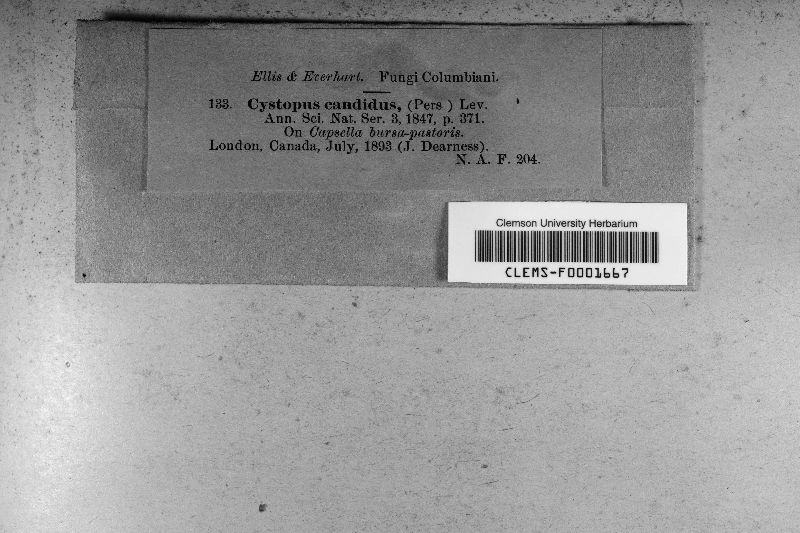 Ellis & Everhart. Fungi Columbiani.
133. Cystopus candidus, (Pers ) Lev.
Ann. Sci. Nat. Ser. 3, 1847, p. 371.
On Capsella bursa-pastoris.
London, Canada, July, 1893 (J. Dearness).
N. A. F. 204.
Clemson University Herbarium
CLEMS-F0001667